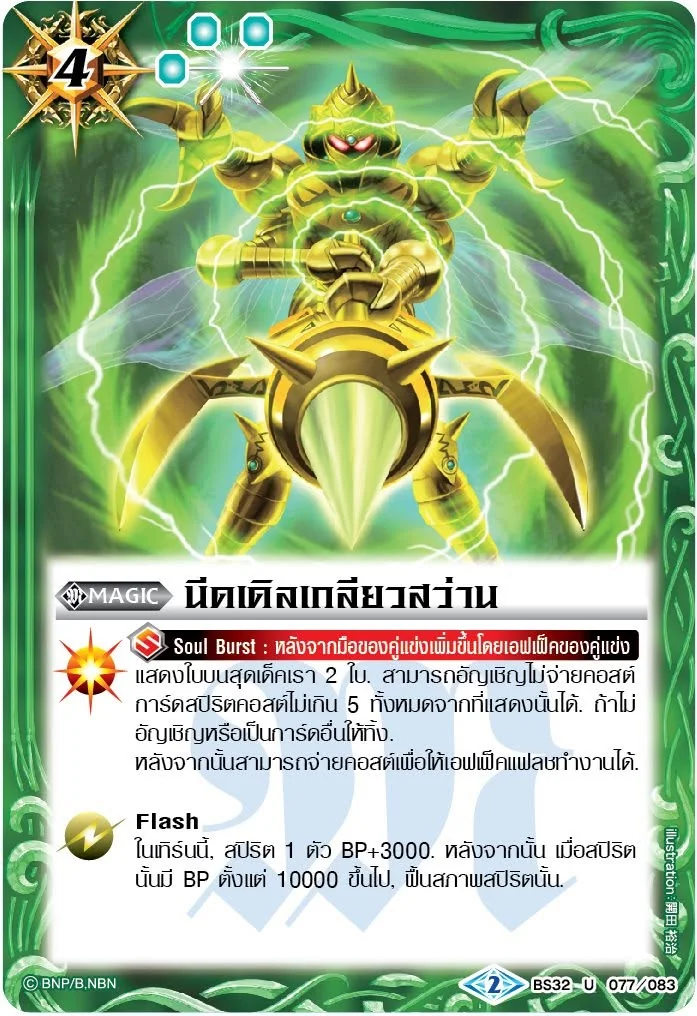 4
MAGIC นีดเดิลเกลียวสว่าน
S Soul Burst : หลังจากมือของคู่แข่งเพิ่มขึ้นโดยเอฟเฟ็คของคู่แข่ง
แสดงใบบนสุดเด็คเรา 2 ใบ. สามารถอัญเชิญไม่จ่ายคอสต์
การ์ดสปิริตคอสต์ไม่เกิน 5 ทั้งหมดจากที่แสดงนั้นได้. ถ้าไม่
อัญเชิญหรือเป็นการ์ดอื่นให้ทิ้ง.
หลังจากนั้นสามารถจ่ายคอสต์เพื่อให้เอฟเฟ็คแฟลชทำงานได้.
Flash
ในเทิร์นนี้, สปิริต 1 ตัว BP+3000. หลังจากนั้น เมื่อสปิริต
นั้นมี BP ตั้งแต่ 10000 ขึ้นไป, ฟื้นสภาพสปิริตนั้น.
illustration：開田 裕治
© BNP/B,NBN
2 BS32 U 077/083